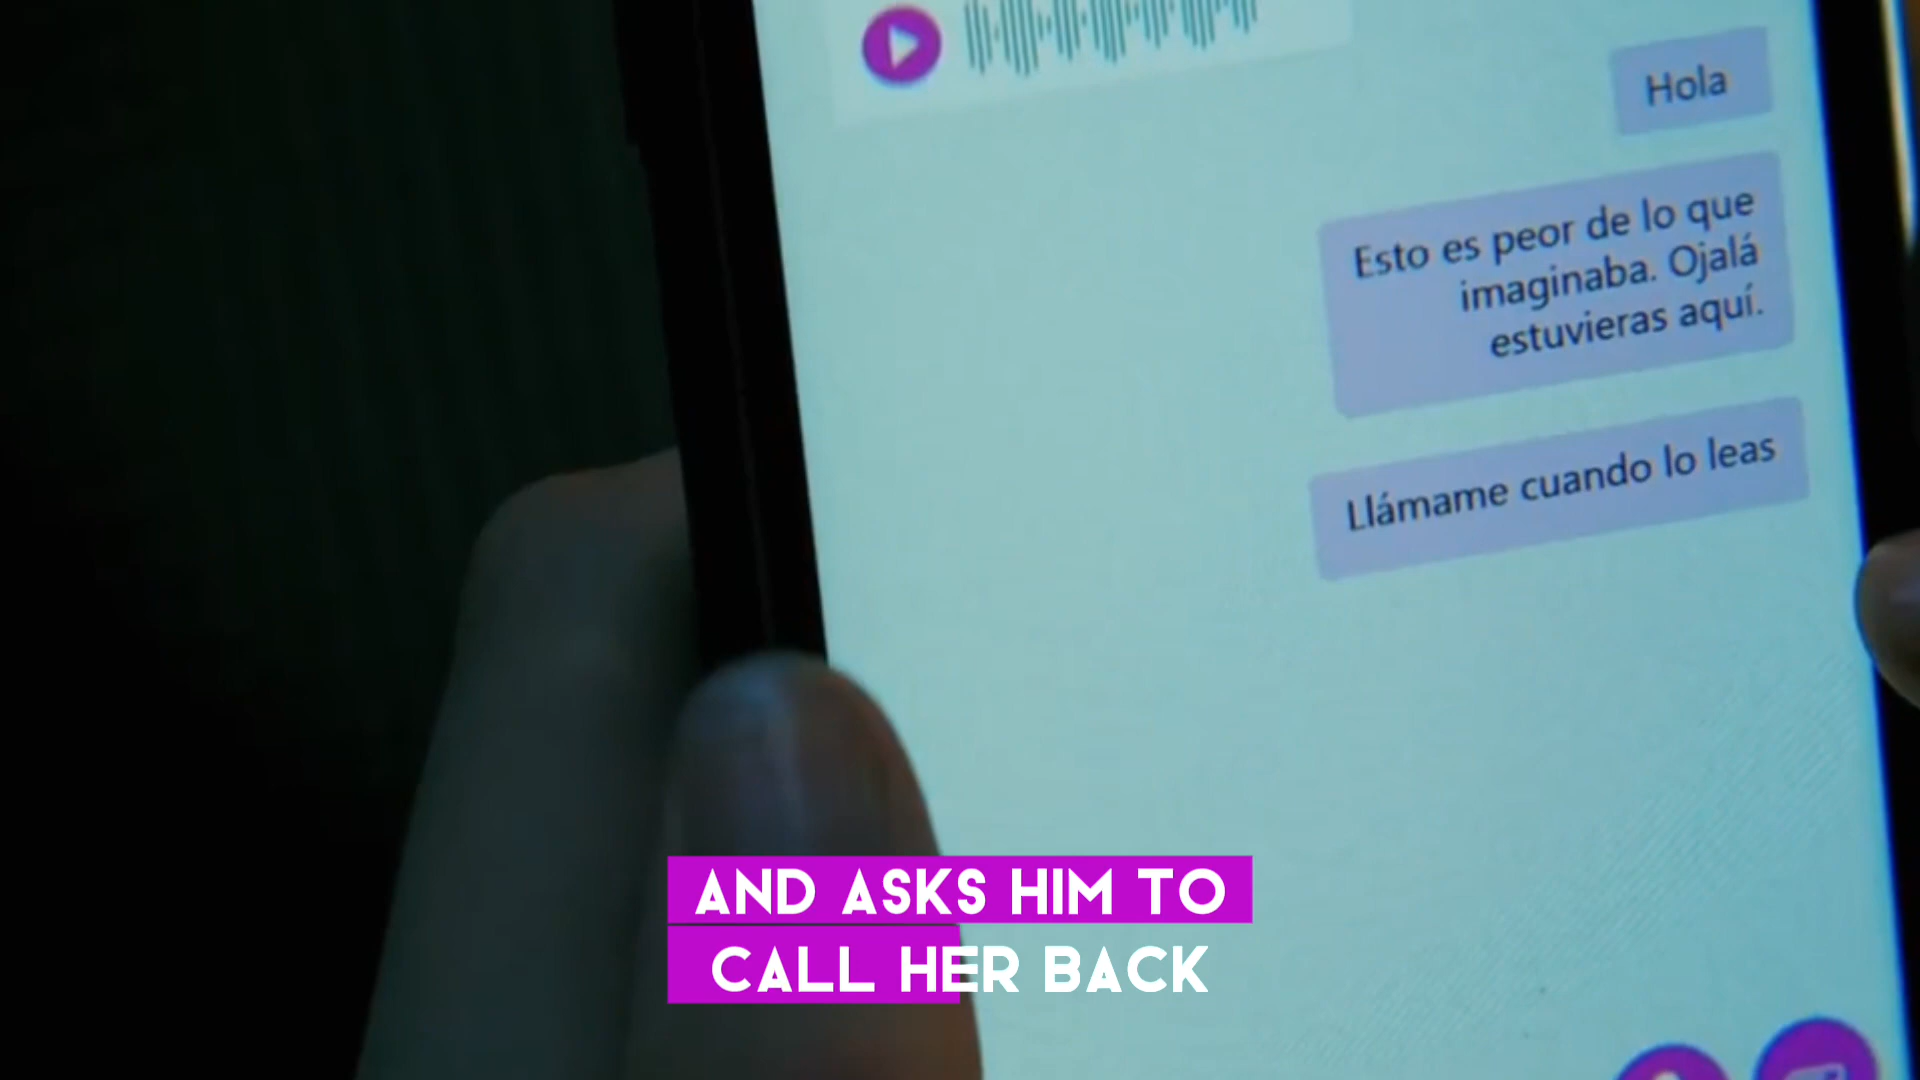 Hola
Esto es peor de lo que
imaginaba. Ojalá
estuvieras aquí.
Llámame cuando lo leas
AND ASKS HIM TO
CALL HER BACK